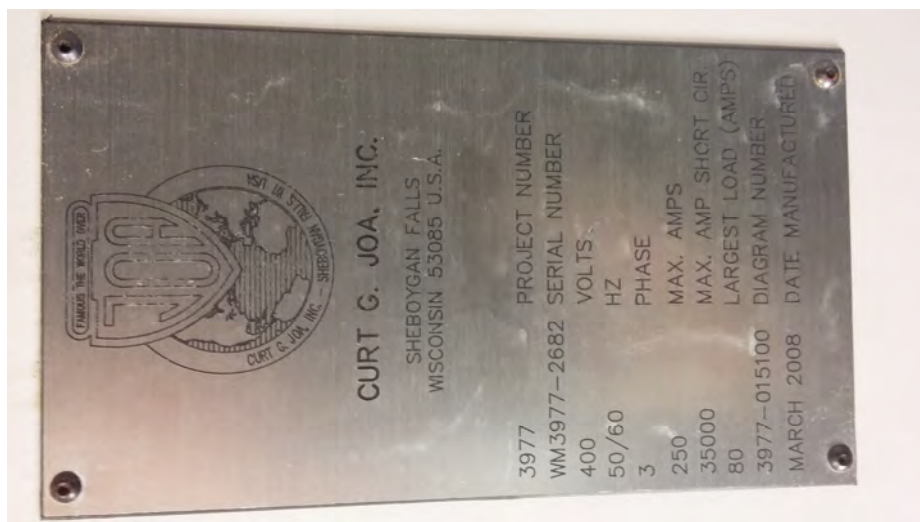 FAMOUS THE WORLD OVER
JOA
CURT G. JOA, INC. SHEBOYGAN FALLS WI USA
CURT G. JOA, INC.
SHEBOYGAN FALLS
WISCONSIN 53085 U.S.A.
3977 PROJECT NUMBER
WM3977-2682 SERIAL NUMBER
400 VOLTS
50/60 HZ
3 PHASE
250 MAX. AMPS
35000 MAX. AMP SHORT CIR.
80 LARGEST LOAD (AMPS)
3977-015100 DIAGRAM NUMBER
MARCH 2008 DATE MANUFACTURED